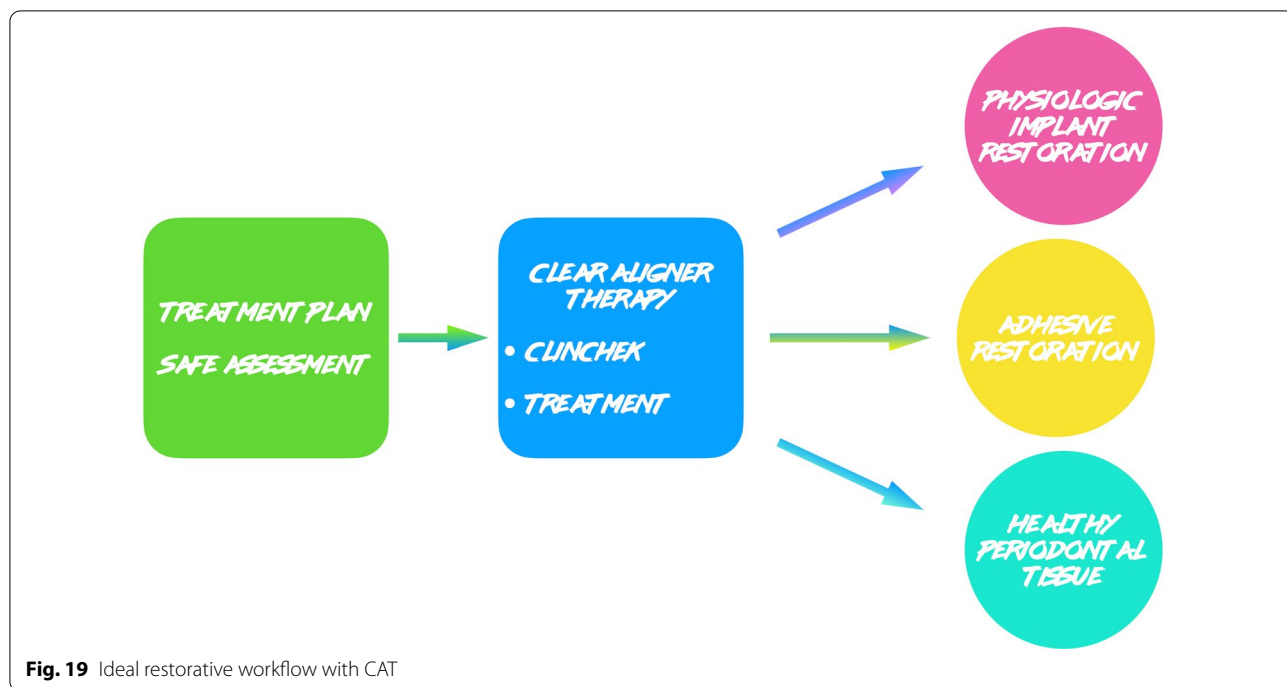 TREATMENT PLAN
SAFE ASSESSMENT
CLEAR ALIGNER
THERAPY
• CLINCHEK
• TREATMENT
PHYSIOLOGIC
IMPLANT
RESTORATION
ADHESIVE
RESTORATION
HEALTHY
PERIODONTAL
TISSUE
Fig. 19 Ideal restorative workflow with CAT